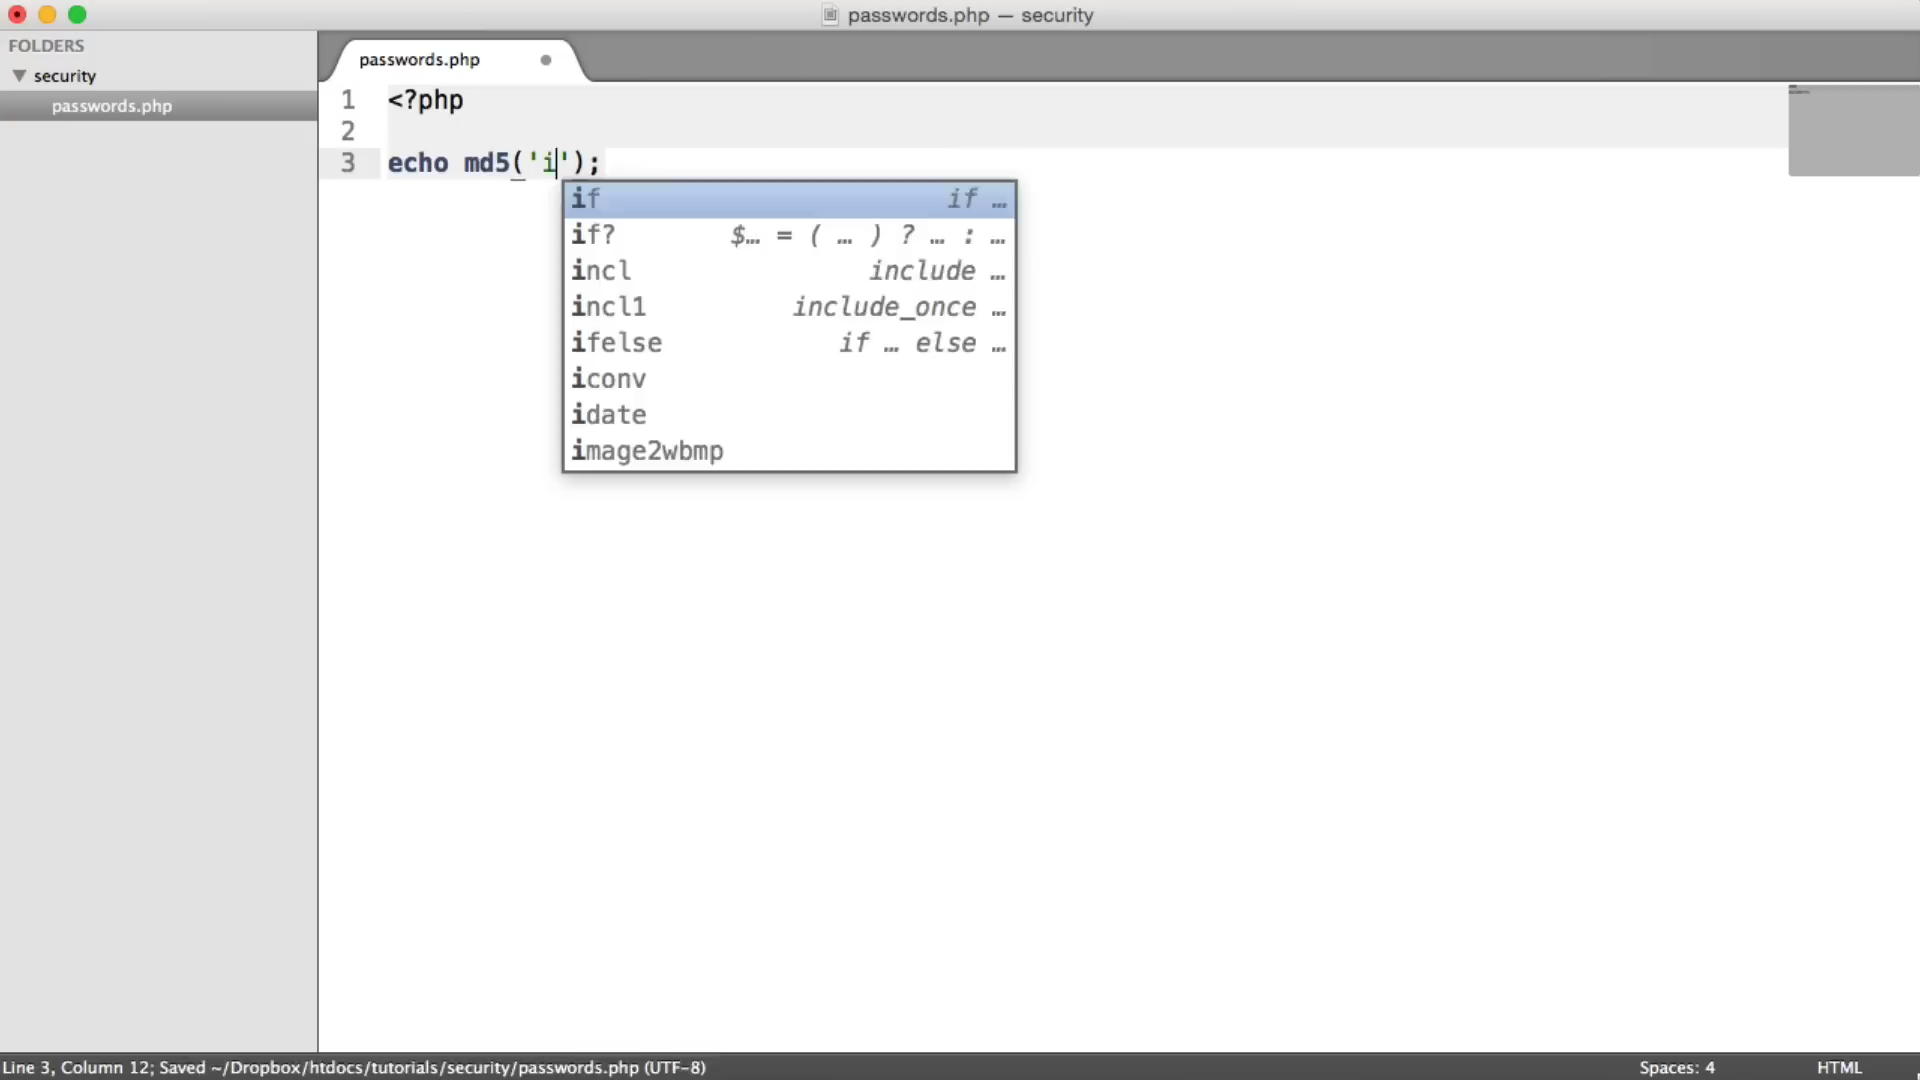 passwords.php — security
FOLDERS
security
passwords.php
passwords.php
1 <?php
2
3 echo md5('i');
if if …
if? $… = ( … ) ? … : …
incl include …
incl1 include_once …
ifelse if … else …
iconv
idate
image2wbmp
Line 3, Column 12; Saved ~/Dropbox/htdocs/tutorials/security/passwords.php (UTF-8) Spaces: 4 HTML